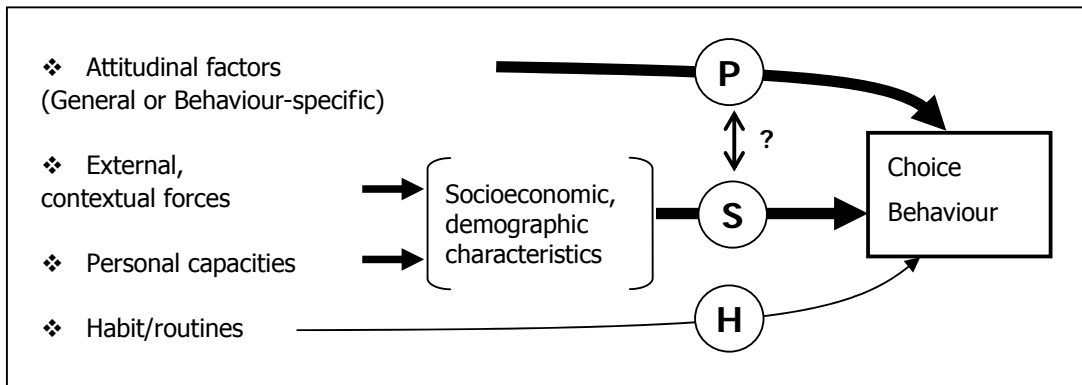 ❖ Attitudinal factors
(General or Behaviour-specific)
❖ External,
contextual forces
❖ Personal capacities
❖ Habit/routines
Socioeconomic,
demographic
characteristics
P
?
S
H
Choice
Behaviour